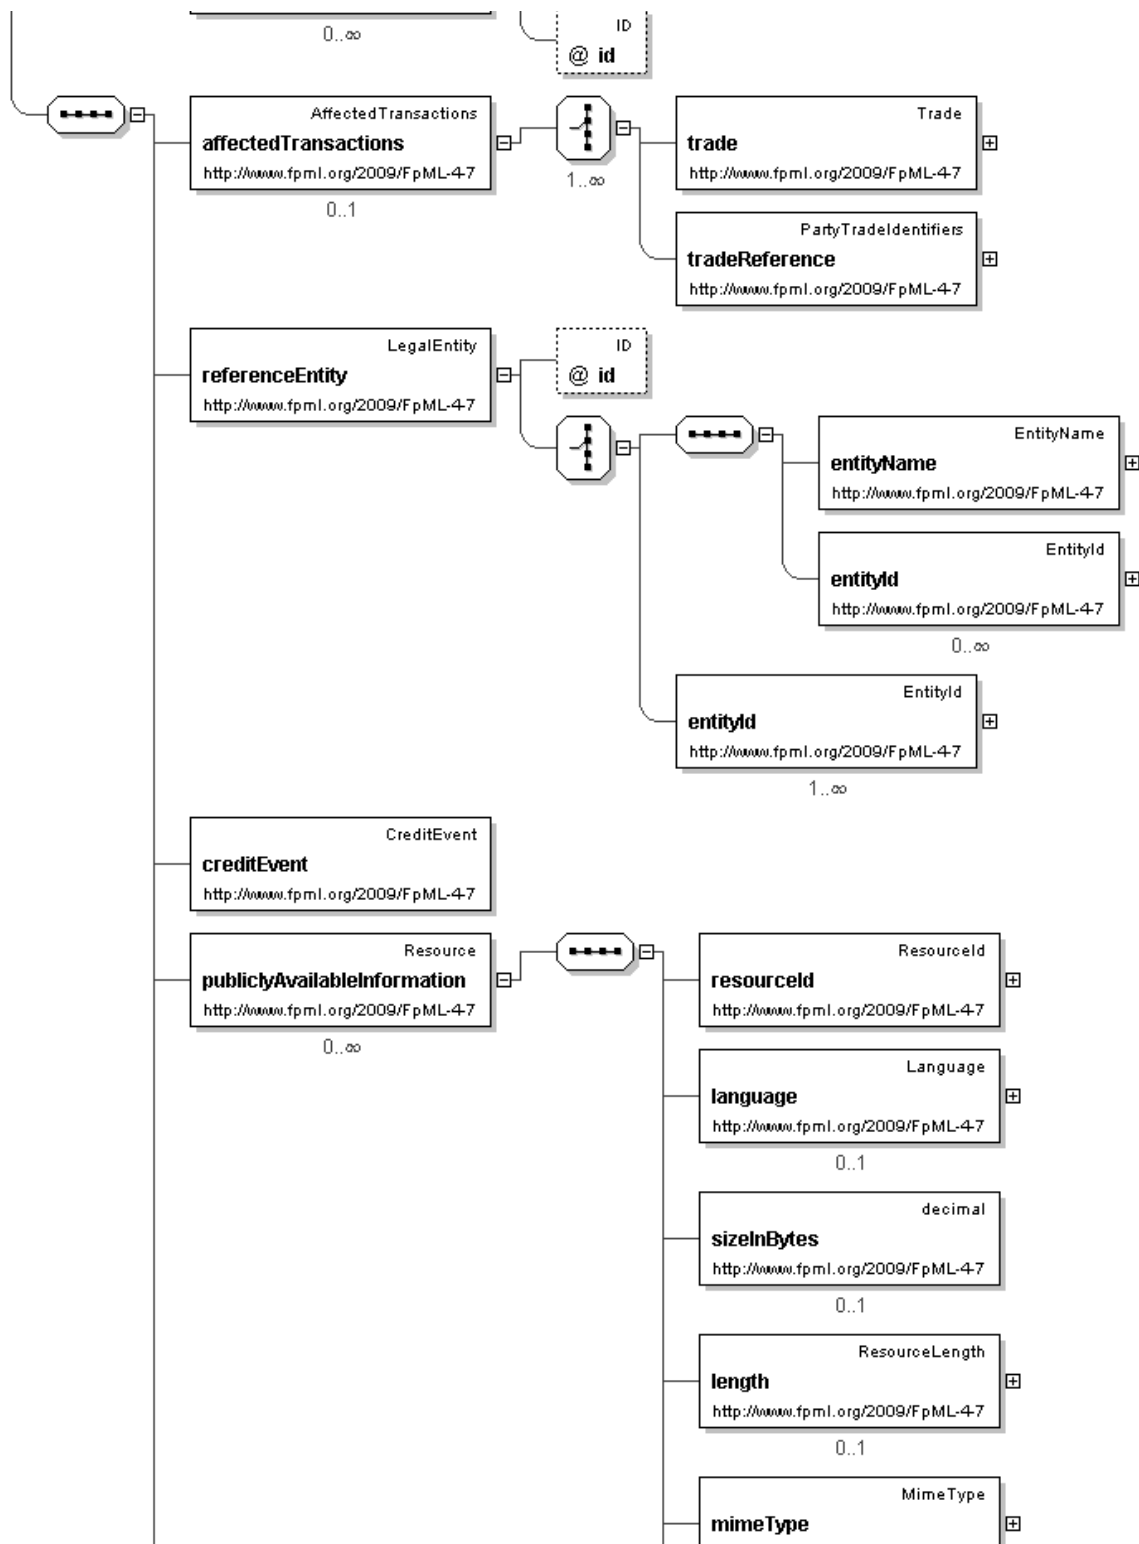 0..∞
ID
@ id
AffectedTransactions
affectedTransactions
http://www.fpml.org/2009/FpML-4-7
0..1
1..∞
Trade
trade
http://www.fpml.org/2009/FpML-4-7
PartyTradeIdentifiers
tradeReference
http://www.fpml.org/2009/FpML-4-7
LegalEntity
referenceEntity
http://www.fpml.org/2009/FpML-4-7
ID
@ id
EntityName
entityName
http://www.fpml.org/2009/FpML-4-7
EntityId
entityId
http://www.fpml.org/2009/FpML-4-7
0..∞
EntityId
entityId
http://www.fpml.org/2009/FpML-4-7
1..∞
CreditEvent
creditEvent
http://www.fpml.org/2009/FpML-4-7
Resource
publiclyAvailableInformation
http://www.fpml.org/2009/FpML-4-7
0..∞
ResourceId
resourceId
http://www.fpml.org/2009/FpML-4-7
Language
language
http://www.fpml.org/2009/FpML-4-7
0..1
decimal
sizeInBytes
http://www.fpml.org/2009/FpML-4-7
0..1
ResourceLength
length
http://www.fpml.org/2009/FpML-4-7
0..1
MimeType
mimeType